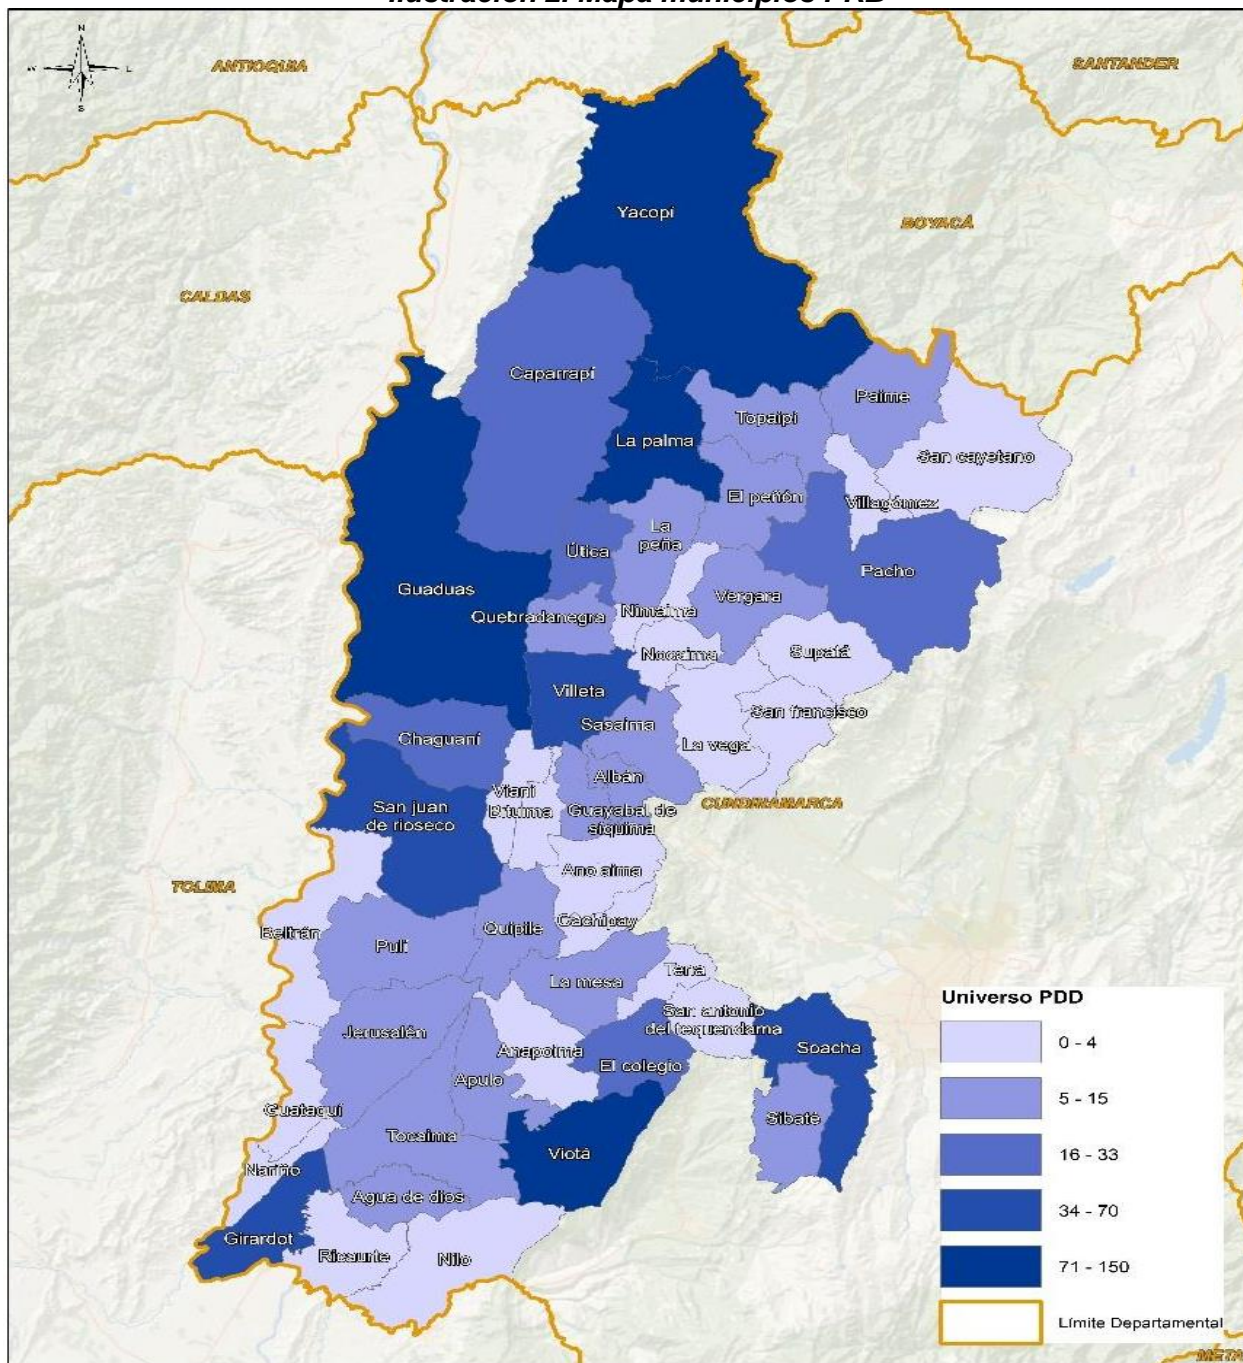 N
W
L
S
ANTIOQUIA
SANTANDER
BOYACÁ
CALDAS
Yacopí
Caparrapí
Paime
Topaipi
La palma
San cayetano
El peñón
Villagómez
La
peña
Útica
Pacho
Guaduas
Vergara
Quebradanegra
Nimaima
Nocaima
Supatá
Villeta
San francisco
Sasaima
Chaguaní
La vega
Albán
Viani
Bituima
Guayabal de
siquima
CUNDINAMARCA
San juan
de rioseco
Anolaima
TOLIMA
Cachipay
Beltrán
Quipile
Pulí
La mesa
Tena
San antonio
del tequendama
Jerusalén
Anapoima
Soacha
El colegio
Apulo
Guataquí
Sibaté
Tocaima
Viotá
Nariño
Agua de dios
Girardot
Ricaurte
Nilo
Universo PDD
0 - 4
5 - 15
16 - 33
34 - 70
71 - 150
Límite Departamental
META